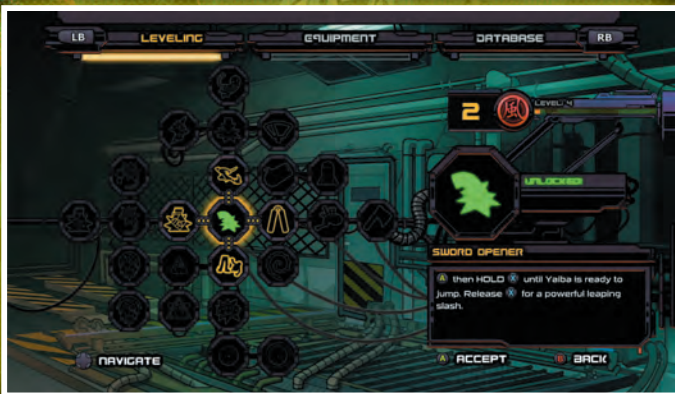 LB LEVELING EQUIPMENT DATABASE RB
2 風 LEVEL: 4
UNLOCKED!
SWORD OPENER
A then HOLD X until Yaiba is ready to
jump. Release X for a powerful leaping
slash.
NAVIGATE A ACCEPT B BACK